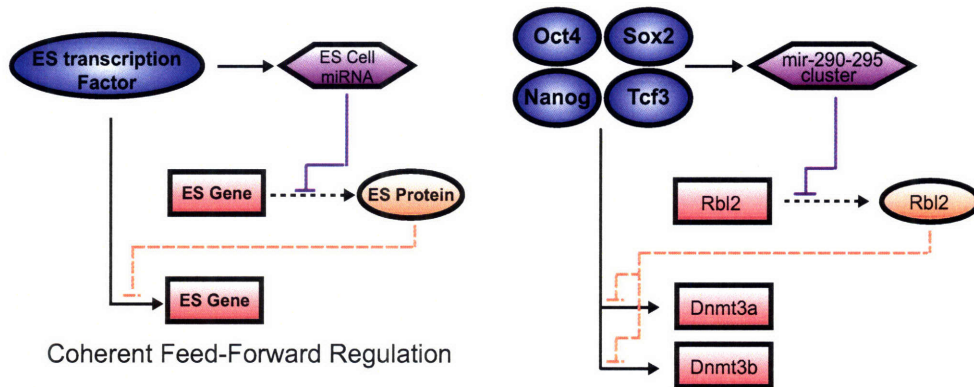 ES transcription
Factor
ES Cell
miRNA
ES Gene
ES Protein
ES Gene
Coherent Feed-Forward Regulation
Oct4
Sox2
Nanog
Tcf3
mir-290-295
cluster
Rbl2
Rbl2
Dnmt3a
Dnmt3b